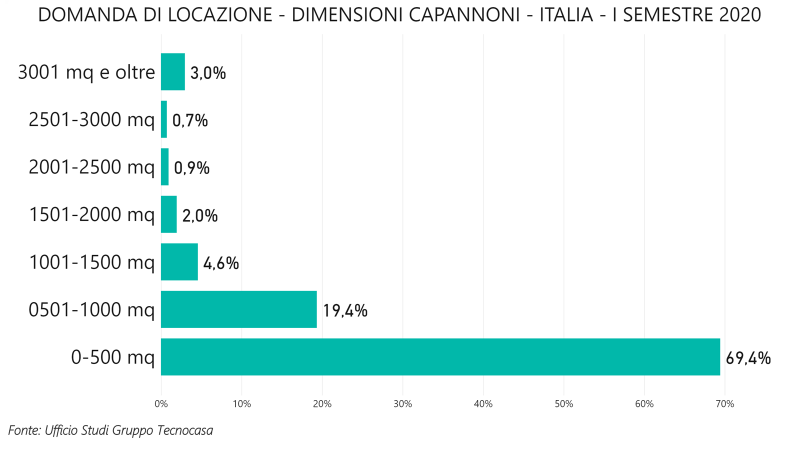 DOMANDA DI LOCAZIONE - DIMENSIONI CAPANNONI - ITALIA - I SEMESTRE 2020
3001 mq e oltre 3,0%
2501-3000 mq 0,7%
2001-2500 mq 0,9%
1501-2000 mq 2,0%
1001-1500 mq 4,6%
0501-1000 mq 19,4%
0-500 mq 69,4%
0% 10% 20% 30% 40% 50% 60% 70%
Fonte: Ufficio Studi Gruppo Tecnocasa